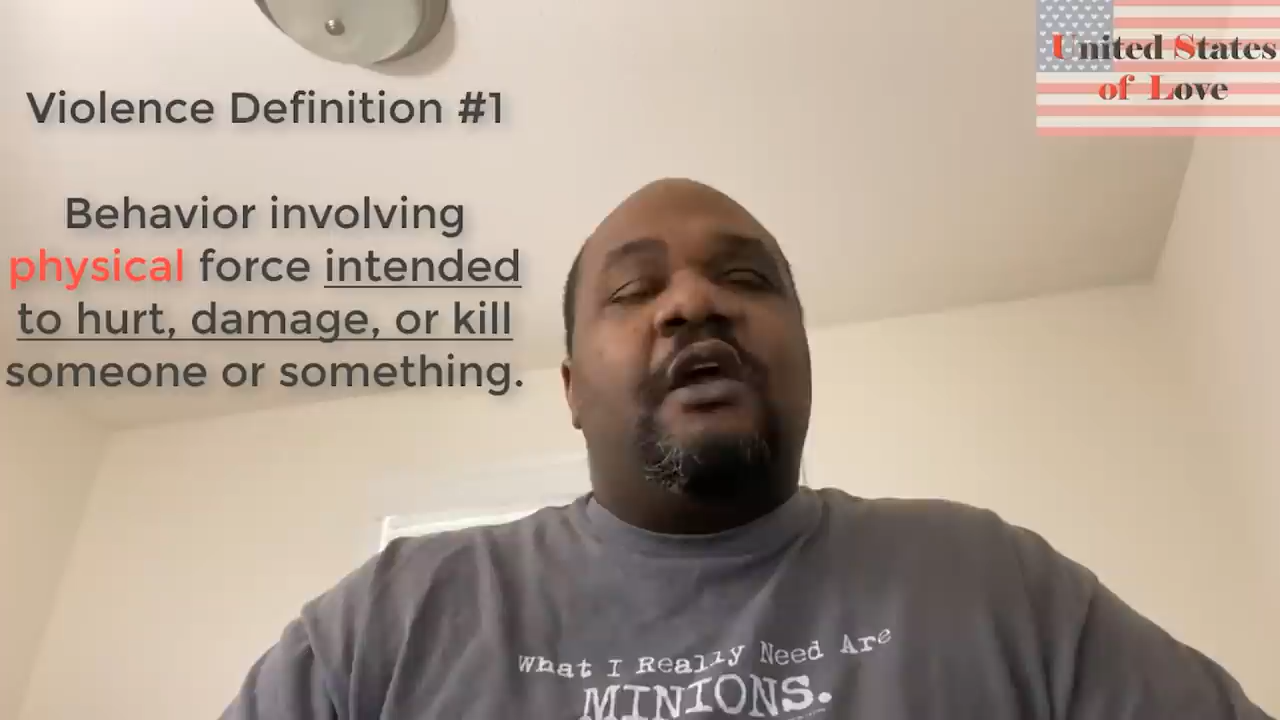 Violence Definition #1
Behavior involving
physical force intended
to hurt, damage, or kill
someone or something.
United States
of Love
What I Really Need Are
MINIONS.